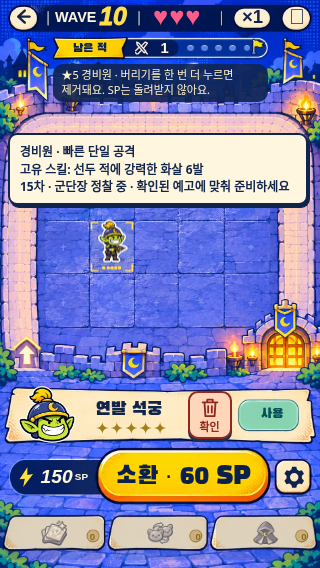 WAVE 10
×1
남은 적
1
★5 경비원 · 버리기를 한 번 더 누르면
제거돼요. SP는 돌려받지 않아요.
경비원 · 빠른 단일 공격
고유 스킬: 선두 적에 강력한 화살 6발
15차 · 군단장 정찰 중 · 확인된 예고에 맞춰 준비하세요
연발 석궁
확인
사용
150 SP
소환 · 60 SP
0
0
0